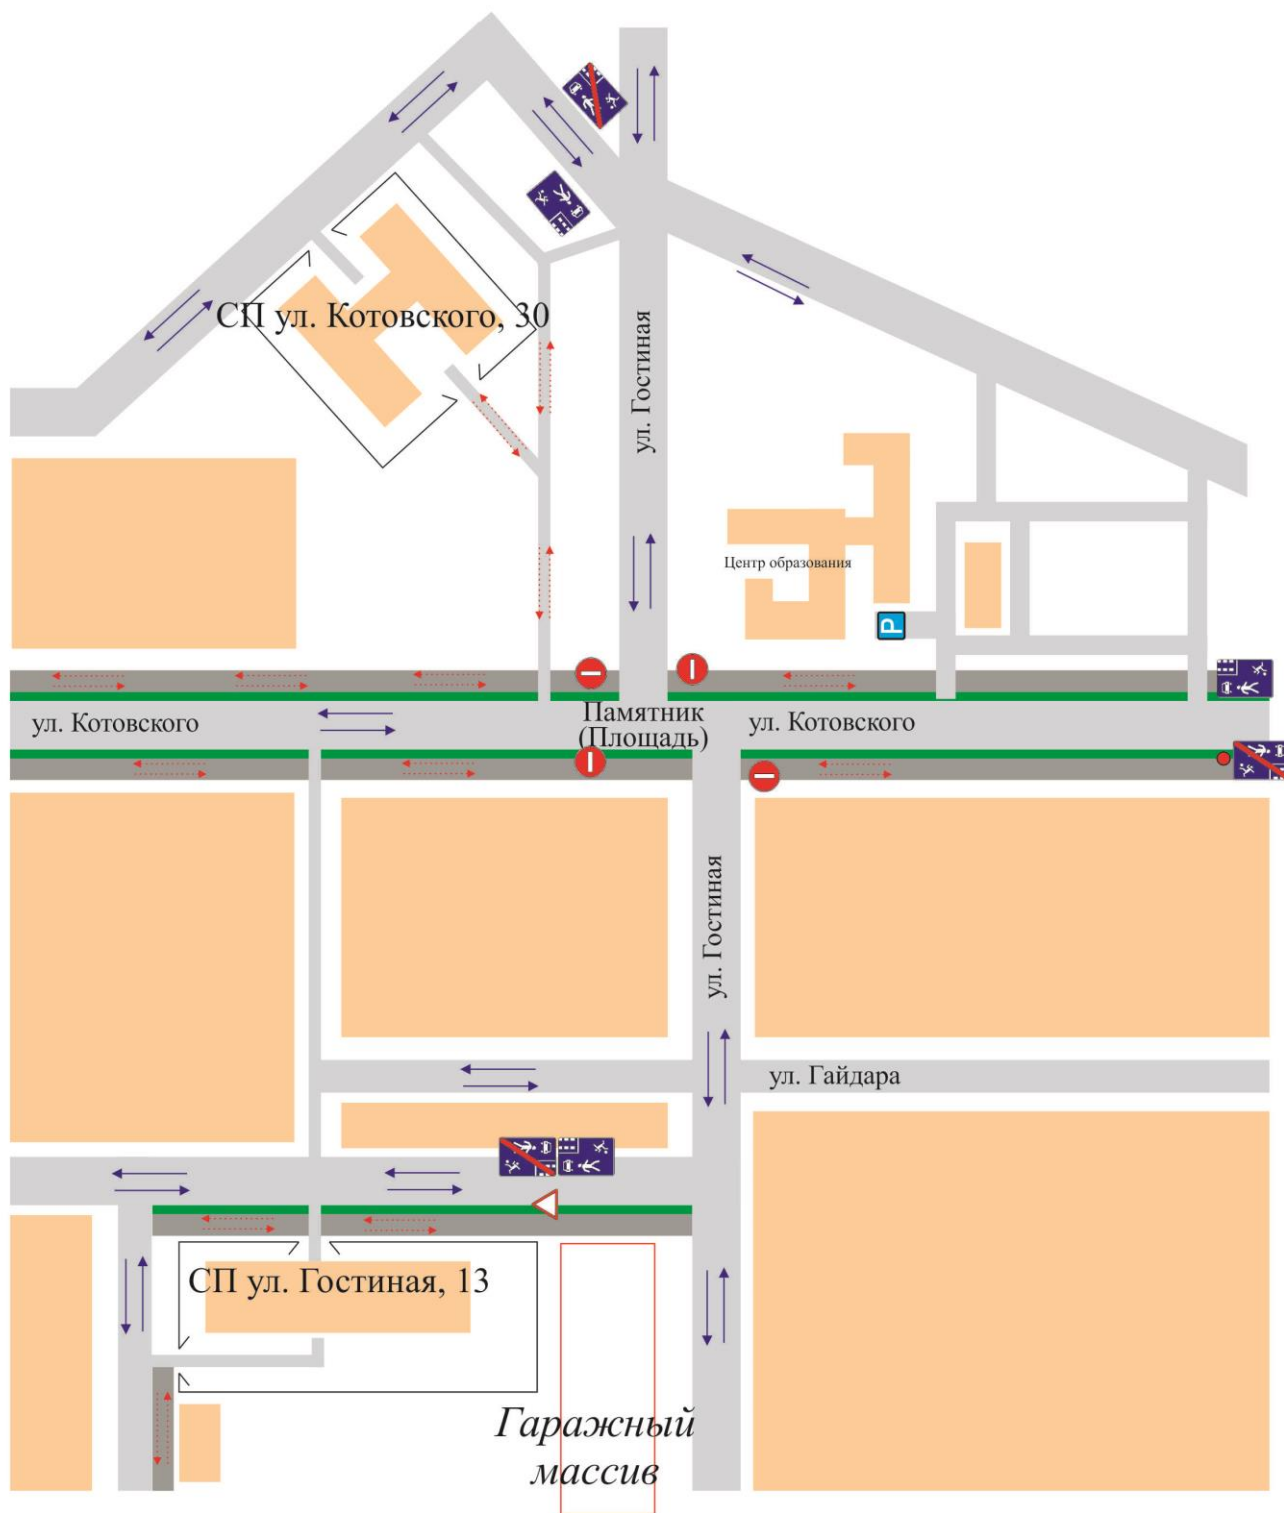 СП ул. Котовского, 30
ул. Гостиная
Центр образования
P
ул. Котовского
Памятник
(Площадь)
ул. Котовского
ул. Гостиная
ул. Гайдара
СП ул. Гостиная, 13
Гаражный
массив